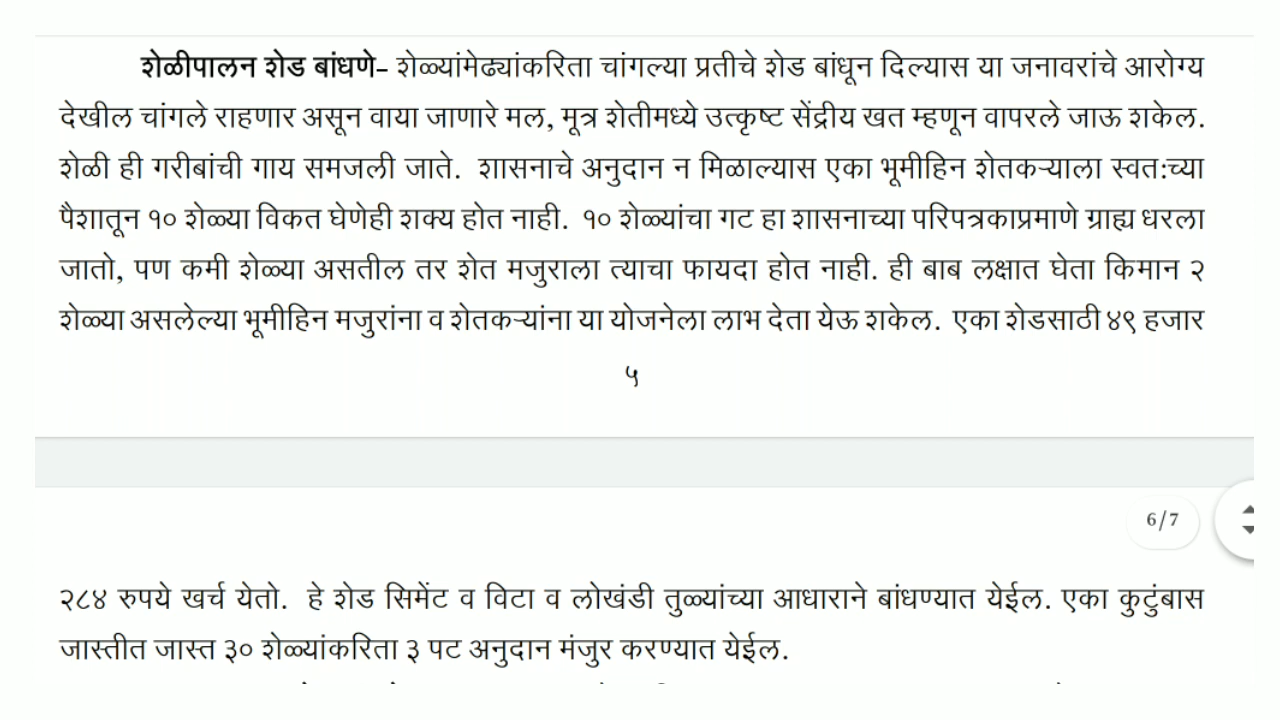 शेळीपालन शेड बांधणे– शेळ्यांमेढ्यांकरिता चांगल्या प्रतीचे शेड बांधून दिल्यास या जनावरांचे आरोग्य
देखील चांगले राहणार असून वाया जाणारे मल, मूत्र शेतीमध्ये उत्कृष्ट सेंद्रीय खत म्हणून वापरले जाऊ शकेल.
शेळी ही गरीबांची गाय समजली जाते. शासनाचे अनुदान न मिळाल्यास एका भूमीहिन शेतकऱ्याला स्वत:च्या
पैशातून १० शेळ्या विकत घेणेही शक्य होत नाही. १० शेळ्यांचा गट हा शासनाच्या परिपत्रकाप्रमाणे ग्राह्य धरला
जातो, पण कमी शेळ्या असतील तर शेत मजुराला त्याचा फायदा होत नाही. ही बाब लक्षात घेता किमान २
शेळ्या असलेल्या भूमीहिन मजुरांना व शेतकऱ्यांना या योजनेला लाभ देता येऊ शकेल. एका शेडसाठी ४९ हजार
५
6/7
२८४ रुपये खर्च येतो. हे शेड सिमेंट व विटा व लोखंडी तुळ्यांच्या आधाराने बांधण्यात येईल. एका कुटुंबास
जास्तीत जास्त ३० शेळ्यांकरिता ३ पट अनुदान मंजुर करण्यात येईल.